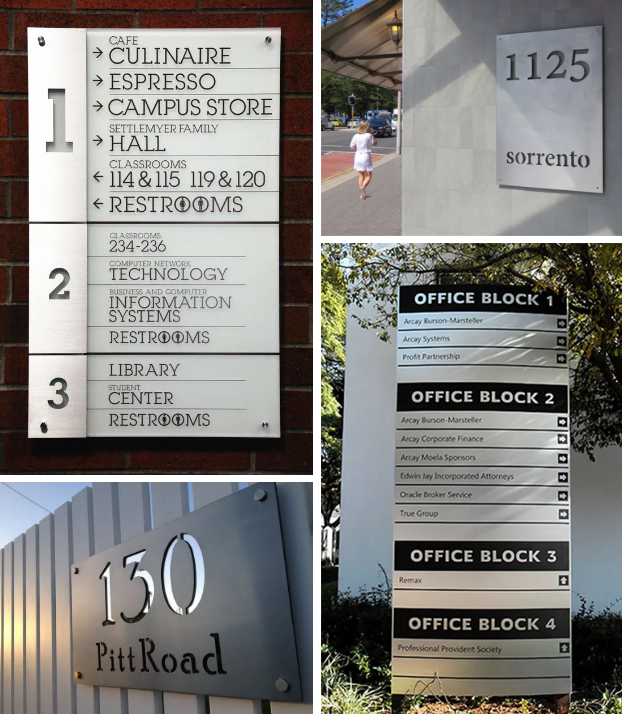 1
CAFE
CULINAIRE
ESPRESSO
CAMPUS STORE
SETTLEMYER FAMILY
HALL
CLASSROOMS
114 & 115 119 & 120
RESTROOMS
2
CLASSROOMS
234-236
COMPUTER NETWORK
TECHNOLOGY
BUSINESS AND COMPUTER
INFORMATION
SYSTEMS
RESTROOMS
3
LIBRARY
STUDENT
CENTER
RESTROOMS
1125
sorrento
OFFICE BLOCK 1
Arcay Burson-Marsteller
Arcay Systems
Profit Partnership
OFFICE BLOCK 2
Arcay Burson-Marsteller
Arcay Corporate Finance
Arcay Moela Sponsors
Edwin Jay Incorporated Attorneys
Oracle Broker Service
True Group
OFFICE BLOCK 3
Remax
OFFICE BLOCK 4
Professional Provident Society
130
Pitt Road